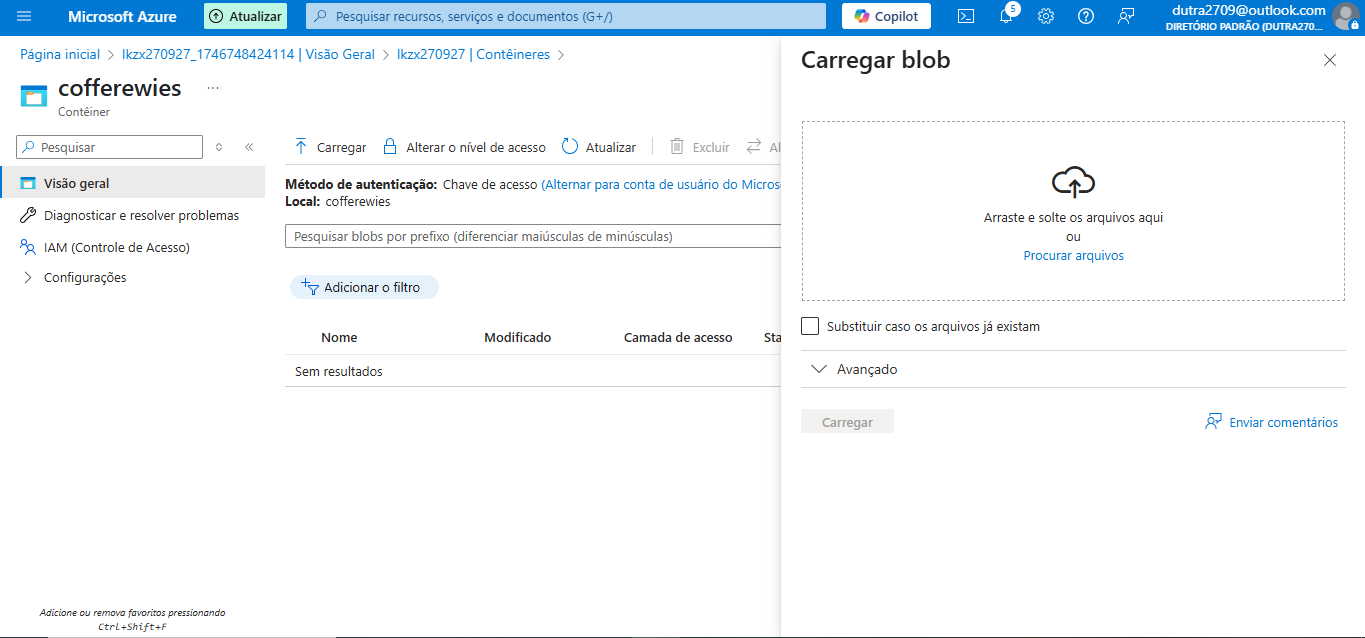 Microsoft Azure
Atualizar
Pesquisar recursos, serviços e documentos (G+/)
Copilot
5
dutra2709@outlook.com
DIRETÓRIO PADRÃO (DUTRA270...
Página inicial > lkzx270927_1746748424114 | Visão Geral > lkzx270927 | Contêineres >
cofferewies ...
Contêiner
Pesquisar
Visão geral
Diagnosticar e resolver problemas
IAM (Controle de Acesso)
Configurações
Adicione ou remova favoritos pressionando
Ctrl+Shift+F
Carregar
Alterar o nível de acesso
Atualizar
Excluir
Al
Método de autenticação: Chave de acesso (Alternar para conta de usuário do Micros
Local: cofferewies
Pesquisar blobs por prefixo (diferenciar maiúsculas de minúsculas)
Adicionar o filtro
Nome Modificado Camada de acesso Sta
Sem resultados
Carregar blob
Arraste e solte os arquivos aqui
ou
Procurar arquivos
Substituir caso os arquivos já existam
Avançado
Carregar
Enviar comentários